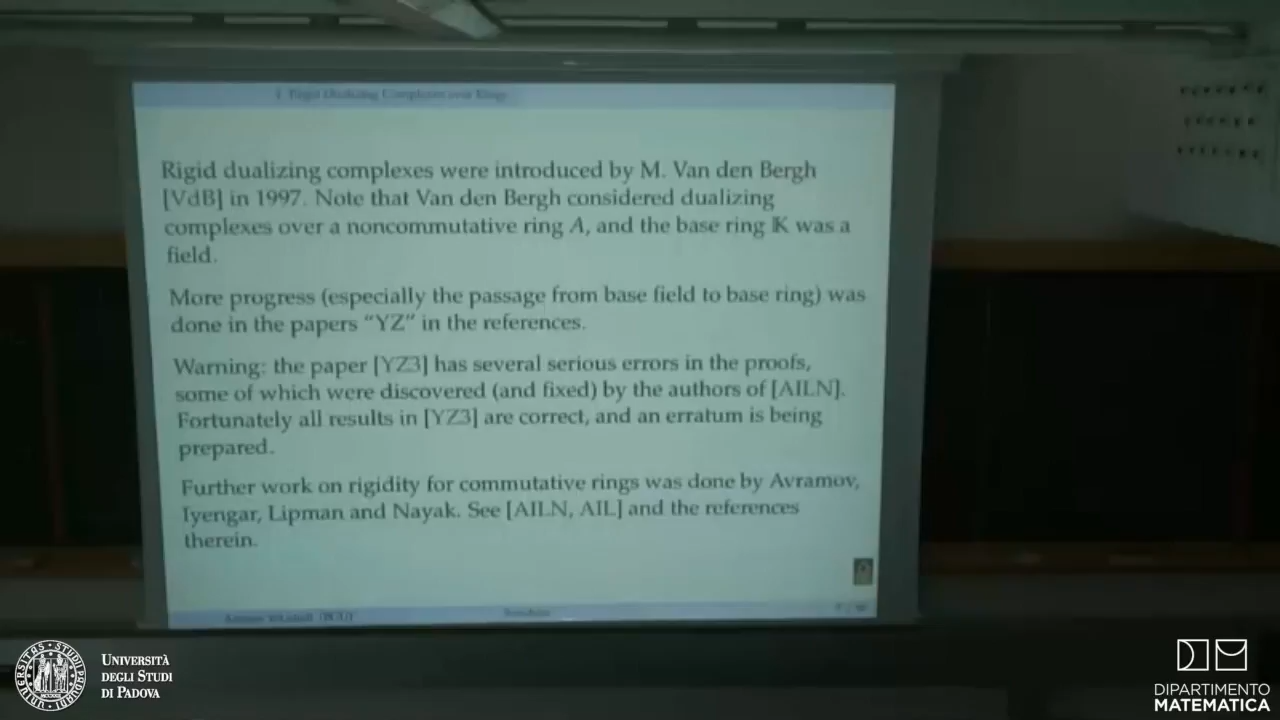 Rigid Dualizing Complexes over Rings
Rigid dualizing complexes were introduced by M. Van den Bergh
[VdB] in 1997. Note that Van den Bergh considered dualizing
complexes over a noncommutative ring A, and the base ring 𝕂 was a
field.
More progress (especially the passage from base field to base ring) was
done in the papers “YZ” in the references.
Warning: the paper [YZ3] has several serious errors in the proofs,
some of which were discovered (and fixed) by the authors of [AILN].
Fortunately all results in [YZ3] are correct, and an erratum is being
prepared.
Further work on rigidity for commutative rings was done by Avramov,
Iyengar, Lipman and Nayak. See [AILN, AIL] and the references
therein.
UNIVERSITÀ
DEGLI STUDI
DI PADOVA
DIPARTIMENTO
MATEMATICA